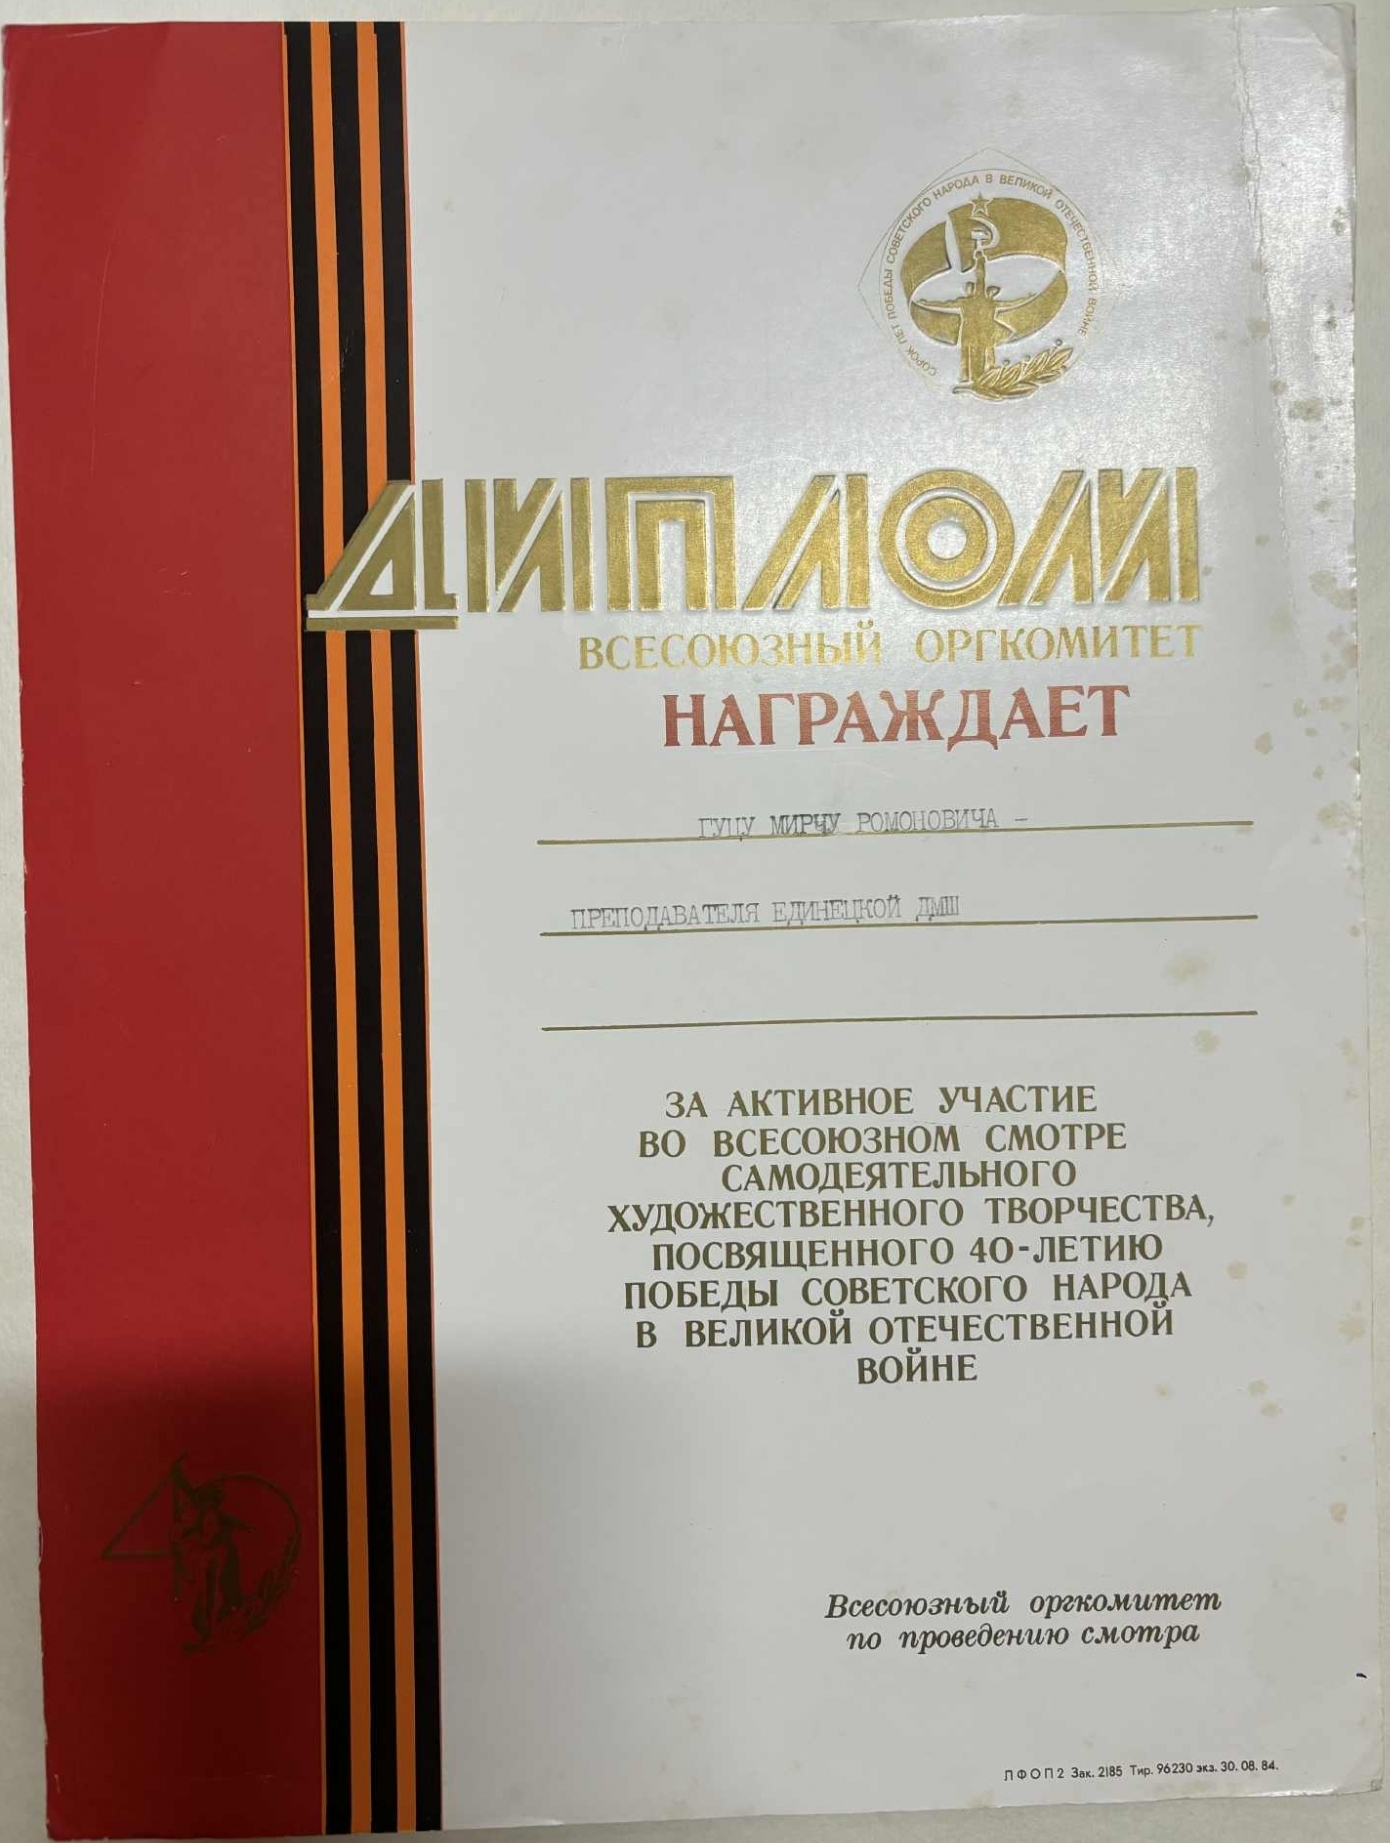 СОРОК ЛЕТ ПОБЕДЫ СОВЕТСКОГО НАРОДА В ВЕЛИКОЙ ОТЕЧЕСТВЕННОЙ ВОЙНЕ
ДИПЛОМ
ВСЕСОЮЗНЫЙ ОРГКОМИТЕТ
НАГРАЖДАЕТ
ГУЦУ МИРЧУ РОМОНОВИЧА –
ПРЕПОДАВАТЕЛЯ ЕДИНЕЦКОЙ ДМШ
ЗА АКТИВНОЕ УЧАСТИЕ
ВО ВСЕСОЮЗНОМ СМОТРЕ
САМОДЕЯТЕЛЬНОГО
ХУДОЖЕСТВЕННОГО ТВОРЧЕСТВА,
ПОСВЯЩЕННОГО 40-ЛЕТИЮ
ПОБЕДЫ СОВЕТСКОГО НАРОДА
В ВЕЛИКОЙ ОТЕЧЕСТВЕННОЙ
ВОЙНЕ
40
Всесоюзный оргкомитет
по проведению смотра
ЛФОП2 Зак. 2185 Тир. 96230 экз. 30.08.84.